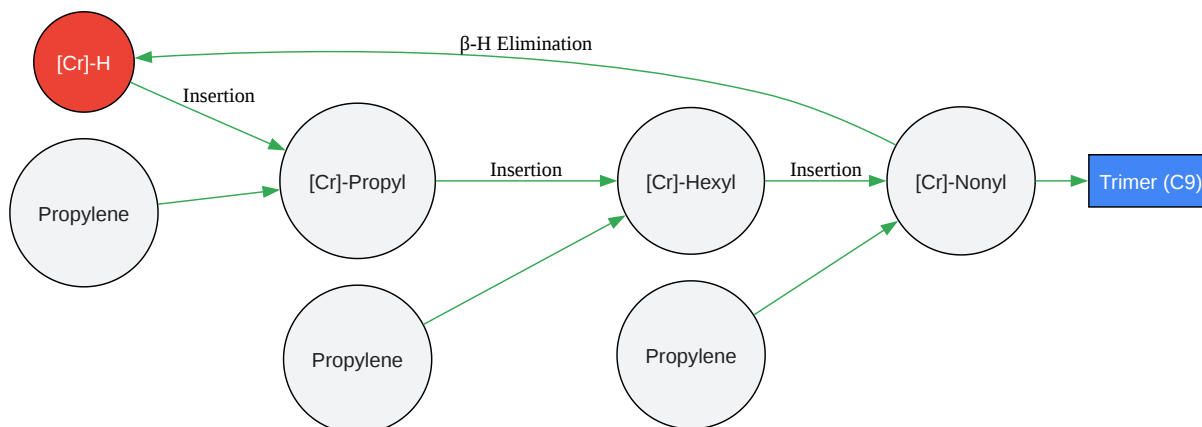 β-H Elimination
[Cr]-H
Insertion
Propylene
[Cr]-Propyl
Insertion
[Cr]-Hexyl
Insertion
[Cr]-Nonyl
Trimer (C9)
Propylene
Propylene